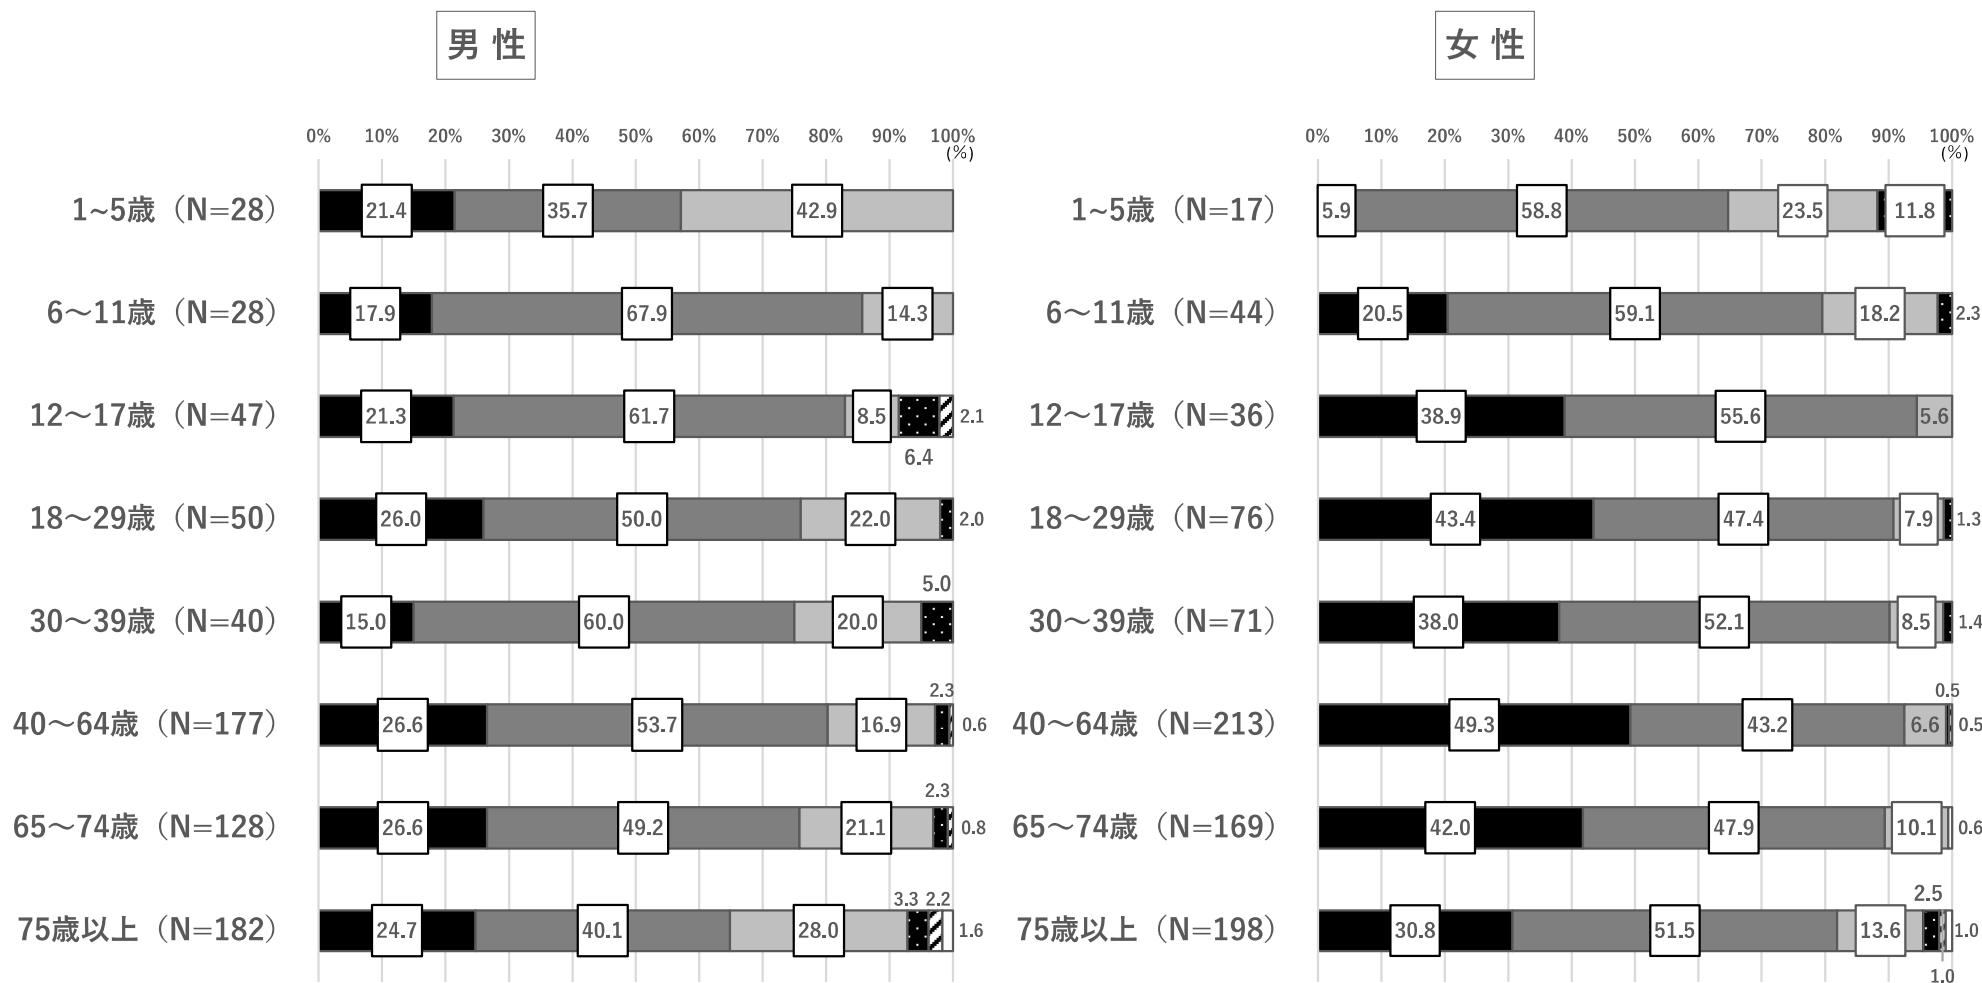 男 性
0% 10% 20% 30% 40% 50% 60% 70% 80% 90% 100%
(%)
1~5歳（N=28） 21.4 35.7 42.9
6〜11歳（N=28） 17.9 67.9 14.3
12〜17歳（N=47） 21.3 61.7 8.5 2.1
6.4
18〜29歳（N=50） 26.0 50.0 22.0 2.0
5.0
30〜39歳（N=40） 15.0 60.0 20.0
2.3
40〜64歳（N=177） 26.6 53.7 16.9 0.6
2.3
65〜74歳（N=128） 26.6 49.2 21.1 0.8
3.3 2.2
75歳以上（N=182） 24.7 40.1 28.0 1.6
女 性
0% 10% 20% 30% 40% 50% 60% 70% 80% 90% 100%
(%)
1~5歳（N=17） 5.9 58.8 23.5 11.8
6〜11歳（N=44） 20.5 59.1 18.2 2.3
12〜17歳（N=36） 38.9 55.6 5.6
18〜29歳（N=76） 43.4 47.4 7.9 1.3
30〜39歳（N=71） 38.0 52.1 8.5 1.4
0.5
40〜64歳（N=213） 49.3 43.2 6.6 0.5
65〜74歳（N=169） 42.0 47.9 10.1 0.6
2.5
75歳以上（N=198） 30.8 51.5 13.6 1.0
1.0